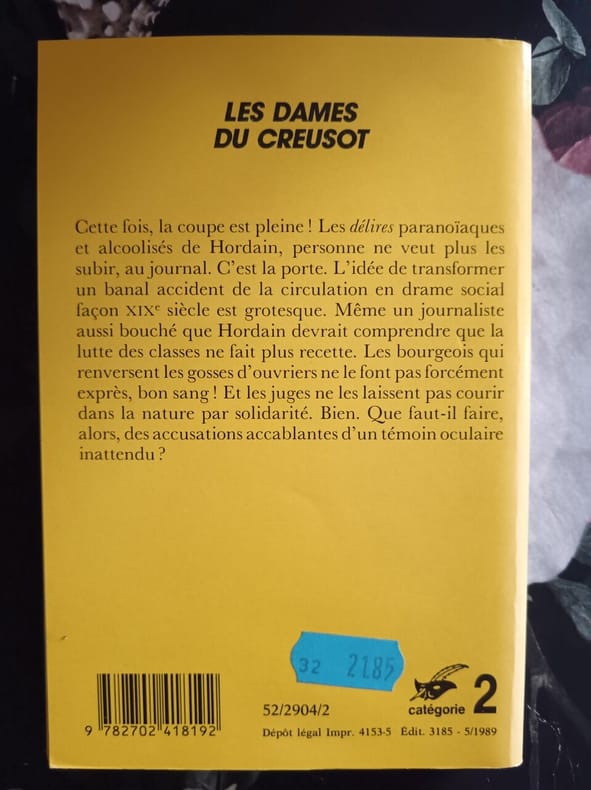 LES DAMES
DU CREUSOT
Cette fois, la coupe est pleine ! Les délires paranoïaques
et alcoolisés de Hordain, personne ne veut plus les
subir, au journal. C’est la porte. L’idée de transformer
un banal accident de la circulation en drame social
façon XIXe siècle est grotesque. Même un journaliste
aussi bouché que Hordain devrait comprendre que la
lutte des classes ne fait plus recette. Les bourgeois qui
renversent les gosses d’ouvriers ne le font pas forcément
exprès, bon sang ! Et les juges ne les laissent pas courir
dans la nature par solidarité. Bien. Que faut-il faire,
alors, des accusations accablantes d’un témoin oculaire
inattendu ?
32 2185
catégorie 2
9 782702 418192
52/2904/2
Dépôt légal Impr. 4153-5 Édit. 3185 - 5/1989